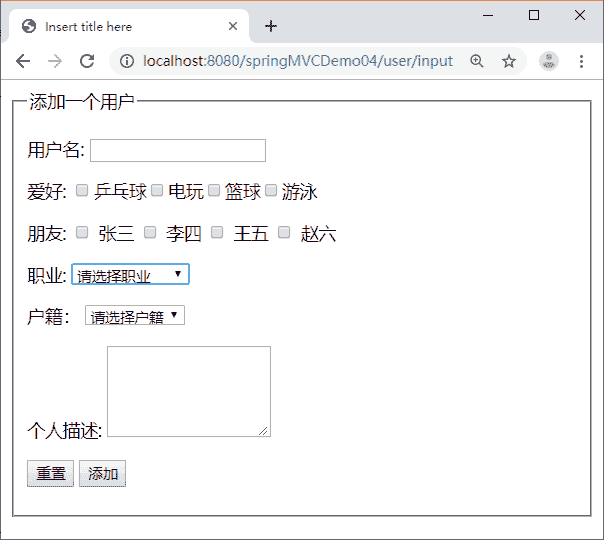 Insert title here
localhost:8080/springMVCDemo04/user/input
添加一个用户
用户名:
爱好: 乒乓球 电玩 篮球 游泳
朋友: 张三 李四 王五 赵六
职业: 请选择职业
户籍： 请选择户籍
个人描述:
重置 添加